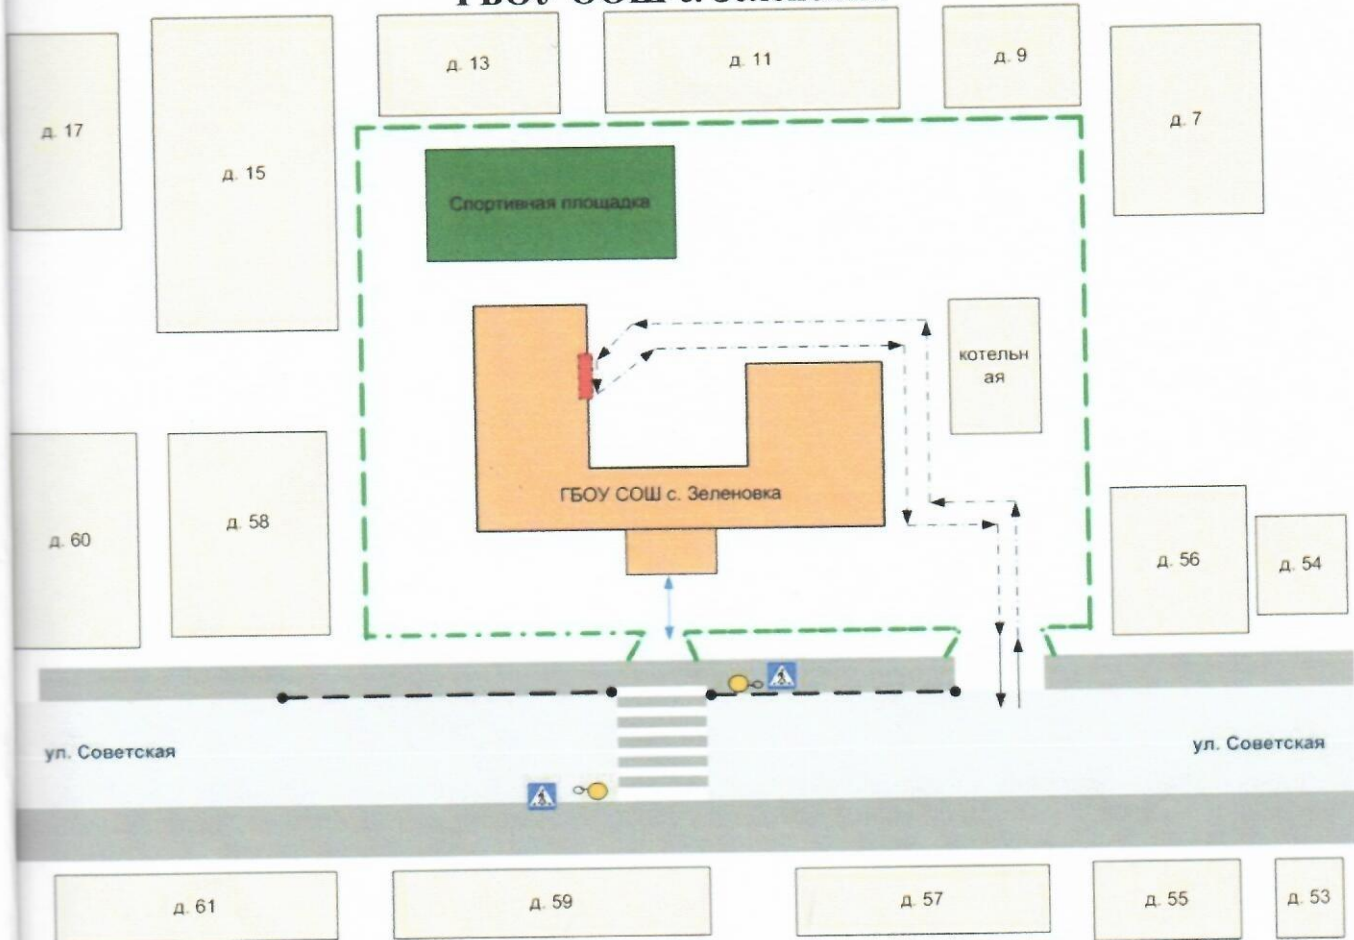 д. 13
д. 11
д. 9
д. 7
д. 17
д. 15
Спортивная площадка
котельн
ая
ГБОУ СОШ с. Зеленовка
д. 60
д. 58
д. 56
д. 54
ул. Советская
ул. Советская
д. 61
д. 59
д. 57
д. 55
д. 53